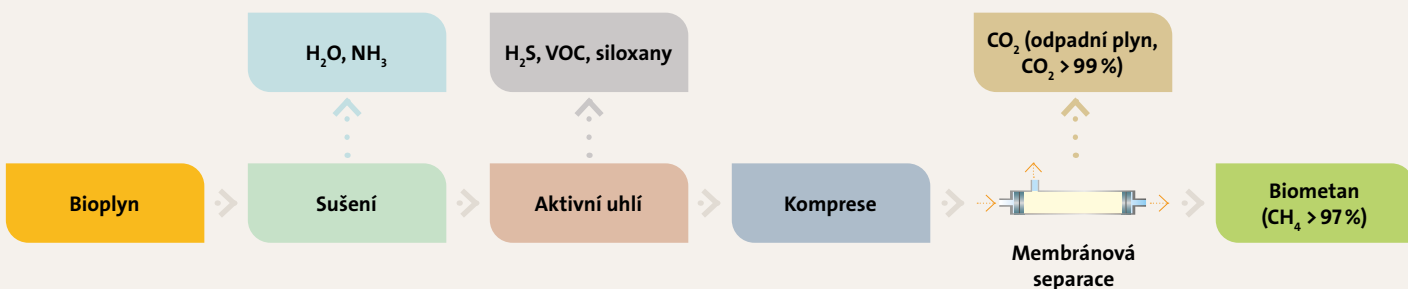 H₂O, NH₃
H₂S, VOC, siloxany
CO₂ (odpadní plyn,
CO₂ > 99 %)
Bioplyn
Sušení
Aktivní uhlí
Komprese
Membránová
separace
Biometan
(CH₄ > 97 %)